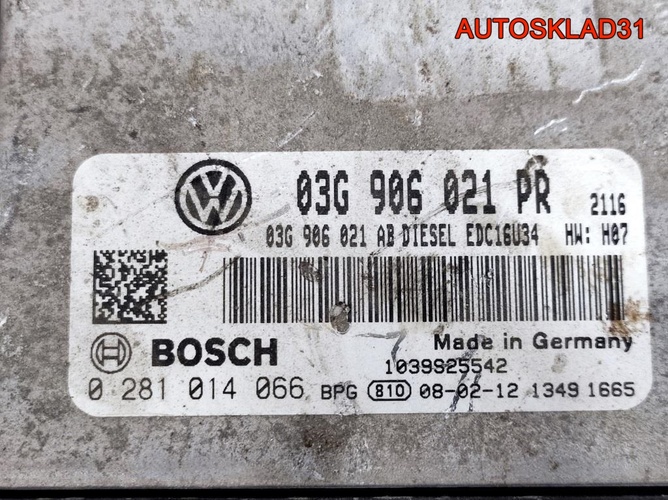 AUTOSKLAD31
03G 906 021 PR 2116
03G 906 021 AB DIESEL EDC16U34 HW: H07
BOSCH Made in Germany
1039S25542
0 281 014 066 BPG 810 08-02-12 1349 1665